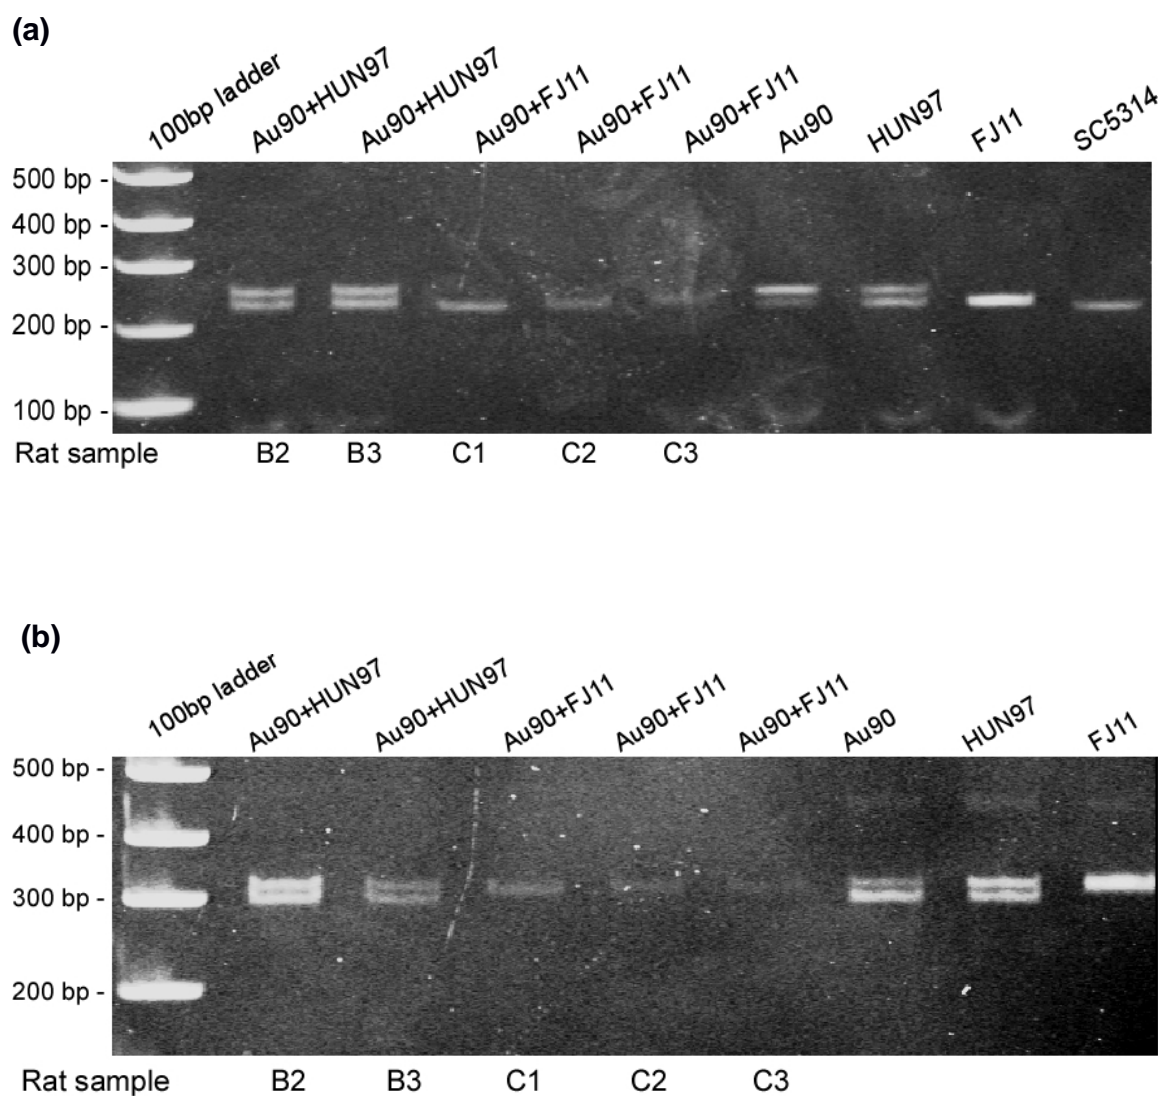 (a)
100bp ladder Au90+HUN97 Au90+HUN97 Au90+FJ11 Au90+FJ11 Au90+FJ11 Au90 HUN97 FJ11 SC5314
500 bp -
400 bp -
300 bp -
200 bp -
100 bp -
Rat sample B2 B3 C1 C2 C3
(b)
100bp ladder Au90+HUN97 Au90+HUN97 Au90+FJ11 Au90+FJ11 Au90+FJ11 Au90 HUN97 FJ11
500 bp -
400 bp -
300 bp -
200 bp -
Rat sample B2 B3 C1 C2 C3